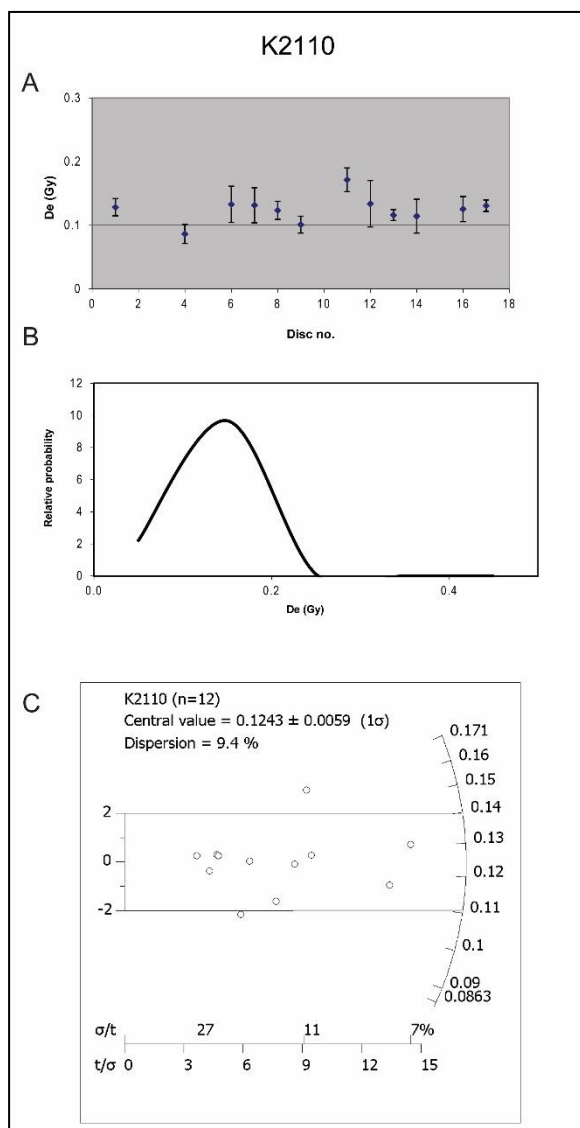 K2110
A
0.3
0.2
0.1
0
De (Gy)
0 2 4 6 8 10 12 14 16 18
Disc no.
B
12
10
8
6
4
2
0
Relative probability
0.0 0.2 0.4
De (Gy)
C
K2110 (n=12)
Central value = 0.1243 ± 0.0059 (1σ)
Dispersion = 9.4 %
2
0
-2
0.171
0.16
0.15
0.14
0.13
0.12
0.11
0.1
0.09
0.0863
σ/t 27 11 7%
t/σ 0 3 6 9 12 15